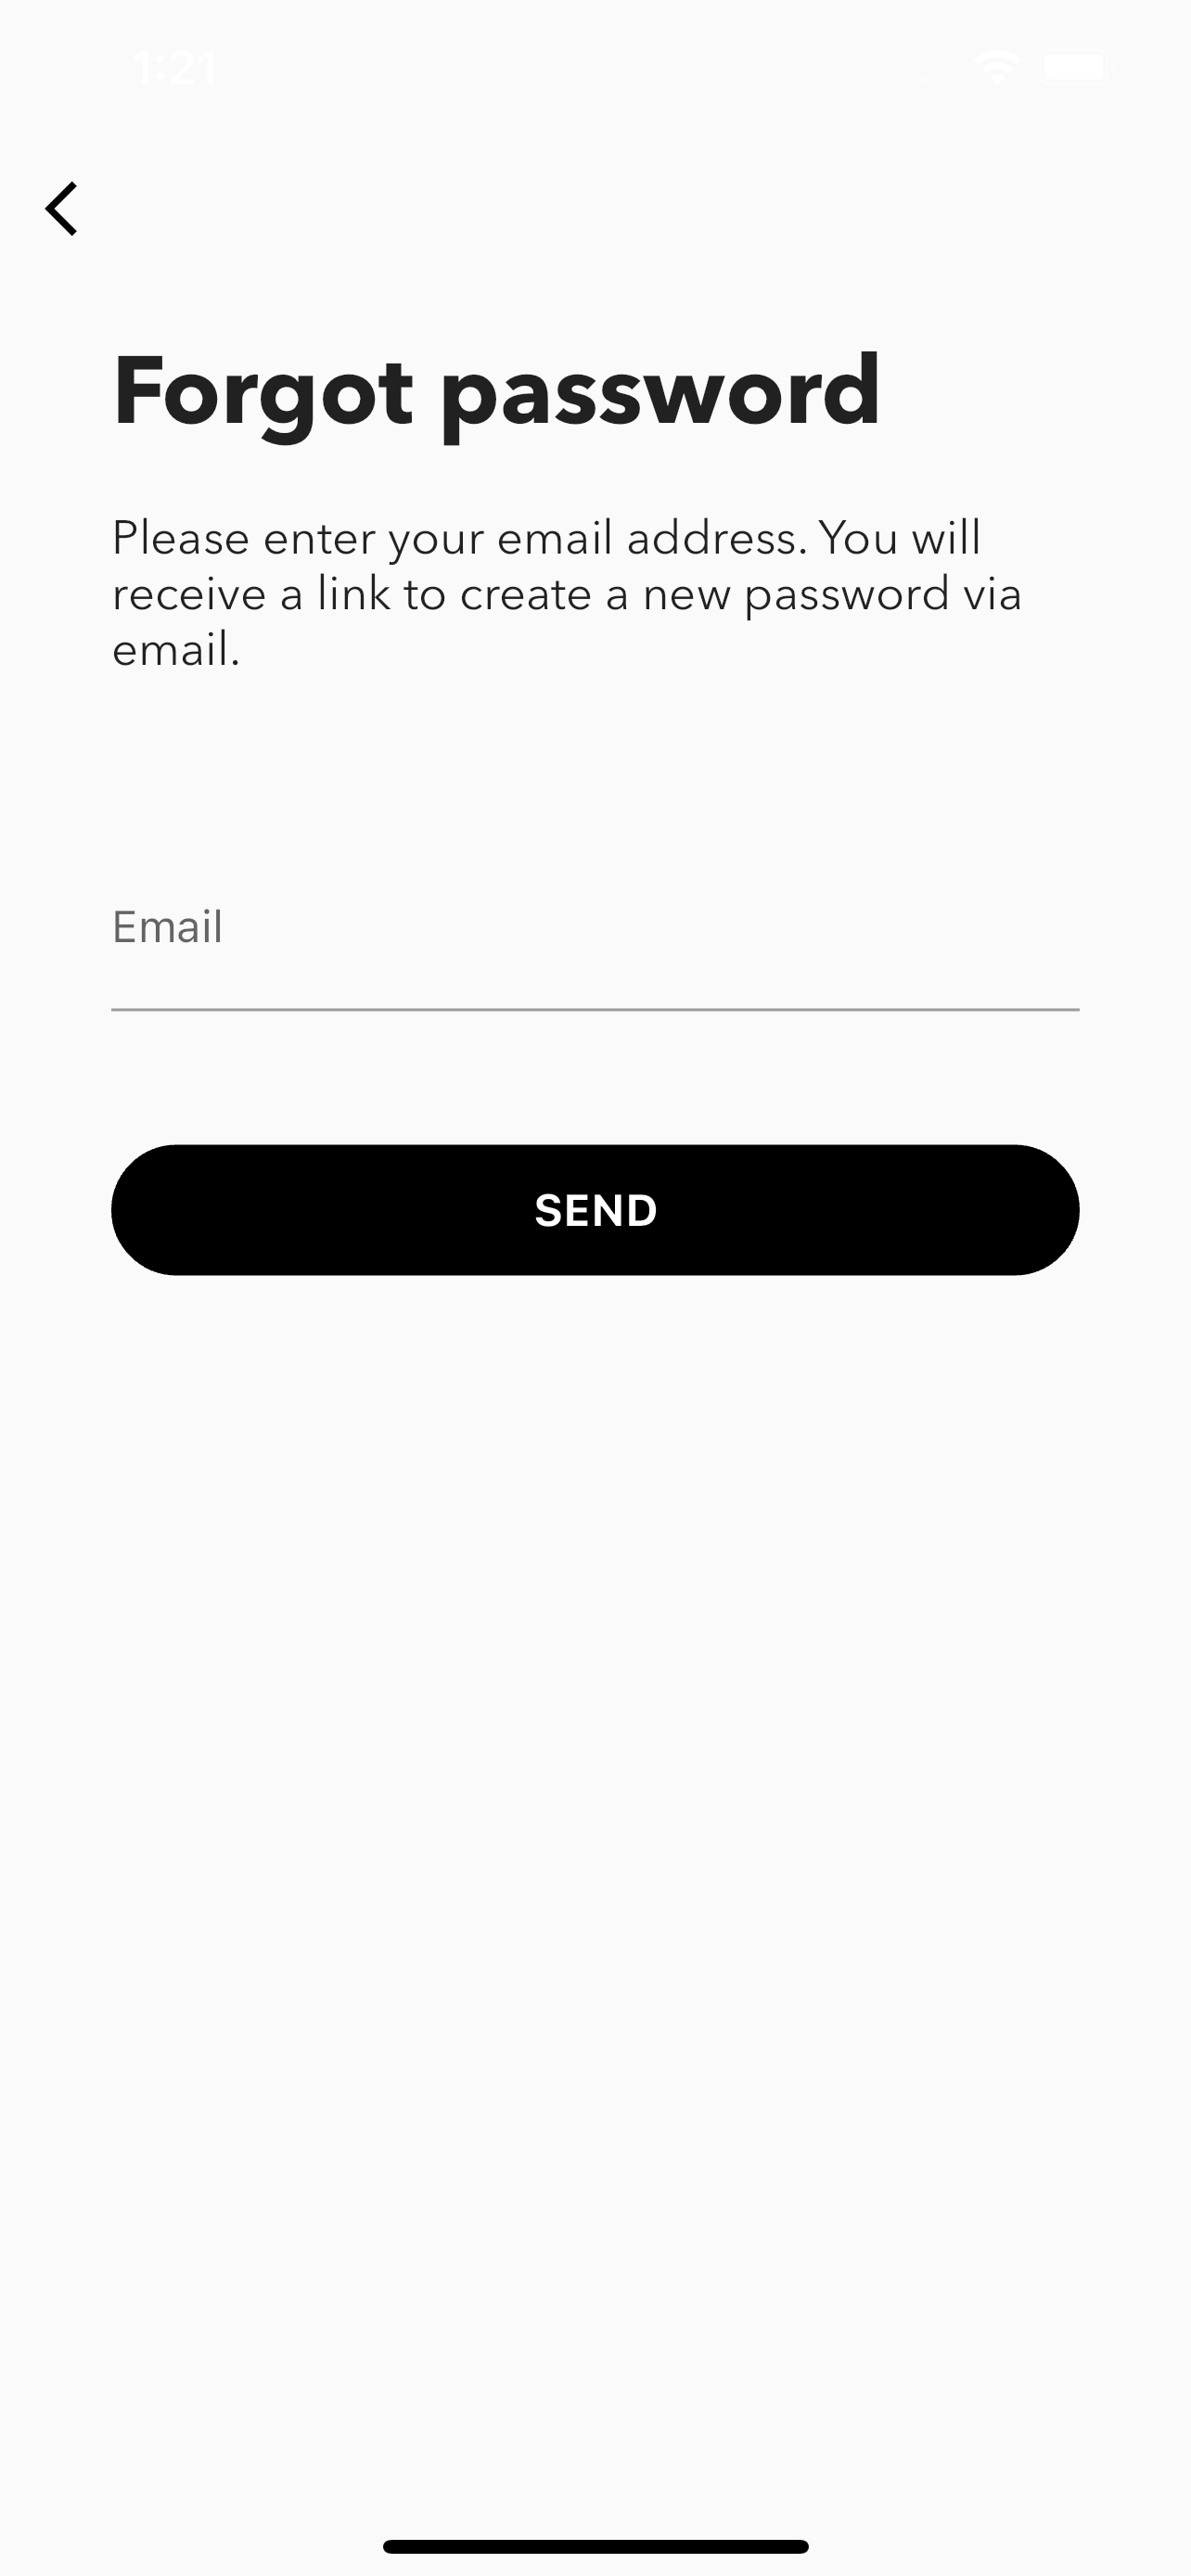 1:21
Forgot password
Please enter your email address. You will
receive a link to create a new password via
email.
Email
SEND